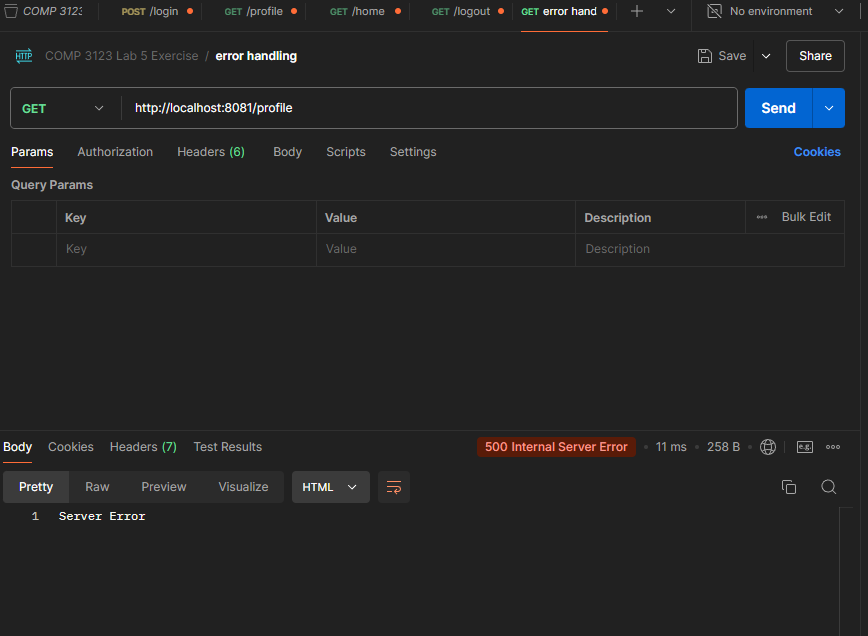 COMP 3123 POST /login GET /profile GET /home GET /logout GET error hand No environment
HTTP COMP 3123 Lab 5 Exercise / error handling Save Share
GET http://localhost:8081/profile Send
Params Authorization Headers (6) Body Scripts Settings Cookies
Query Params
Key Value Description Bulk Edit
Key Value Description
Body Cookies Headers (7) Test Results 500 Internal Server Error 11 ms 258 B e.g.
Pretty Raw Preview Visualize HTML
1 Server Error